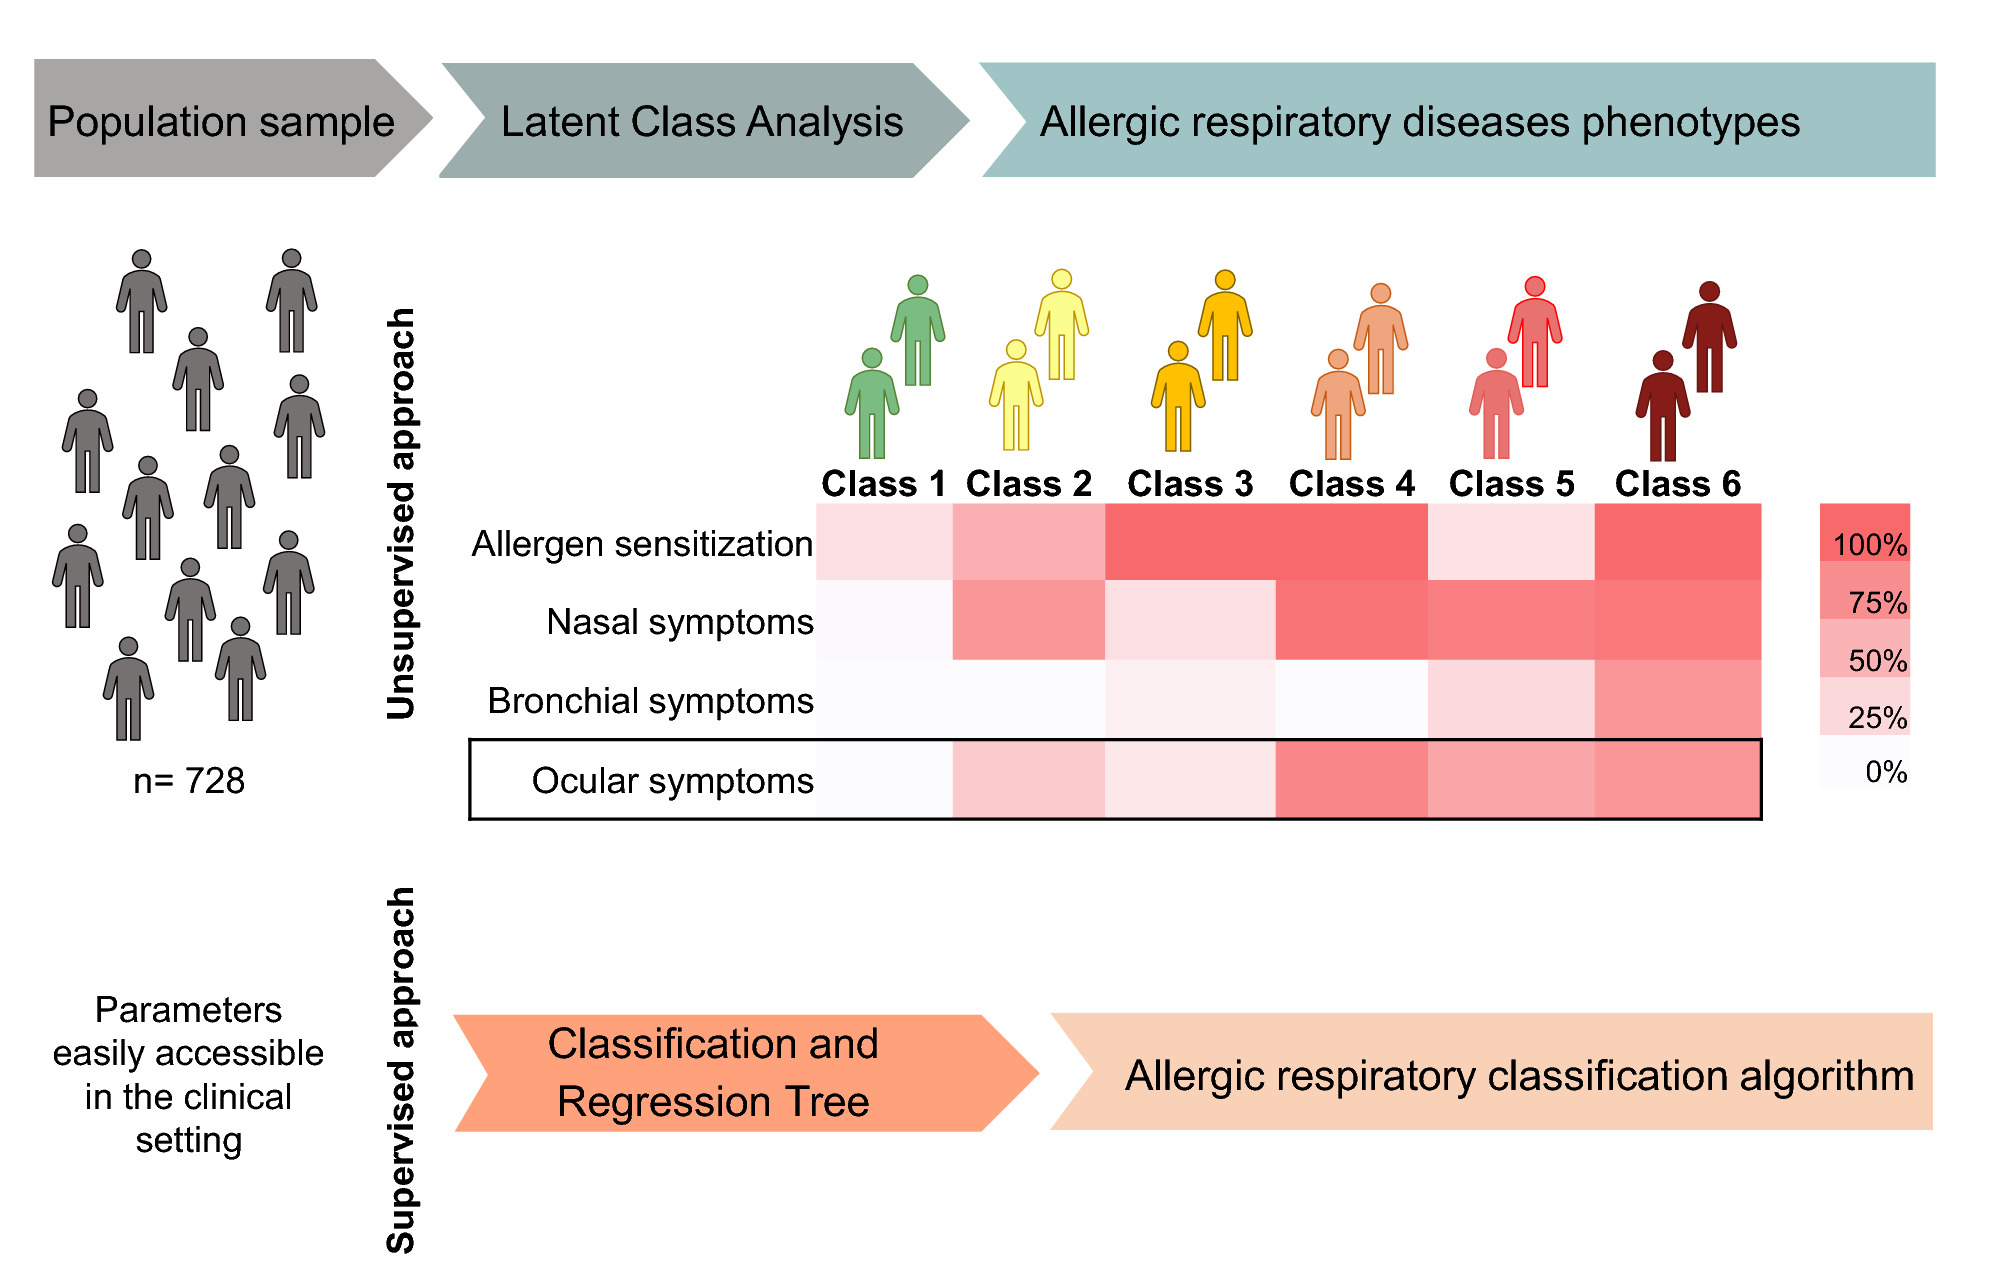 Population sample
Latent Class Analysis
Allergic respiratory diseases phenotypes
Unsupervised approach
n= 728
Class 1 Class 2 Class 3 Class 4 Class 5 Class 6
Allergen sensitization
Nasal symptoms
Bronchial symptoms
Ocular symptoms
100%
75%
50%
25%
0%
Supervised approach
Parameters
easily accessible
in the clinical
setting
Classification and
Regression Tree
Allergic respiratory classification algorithm